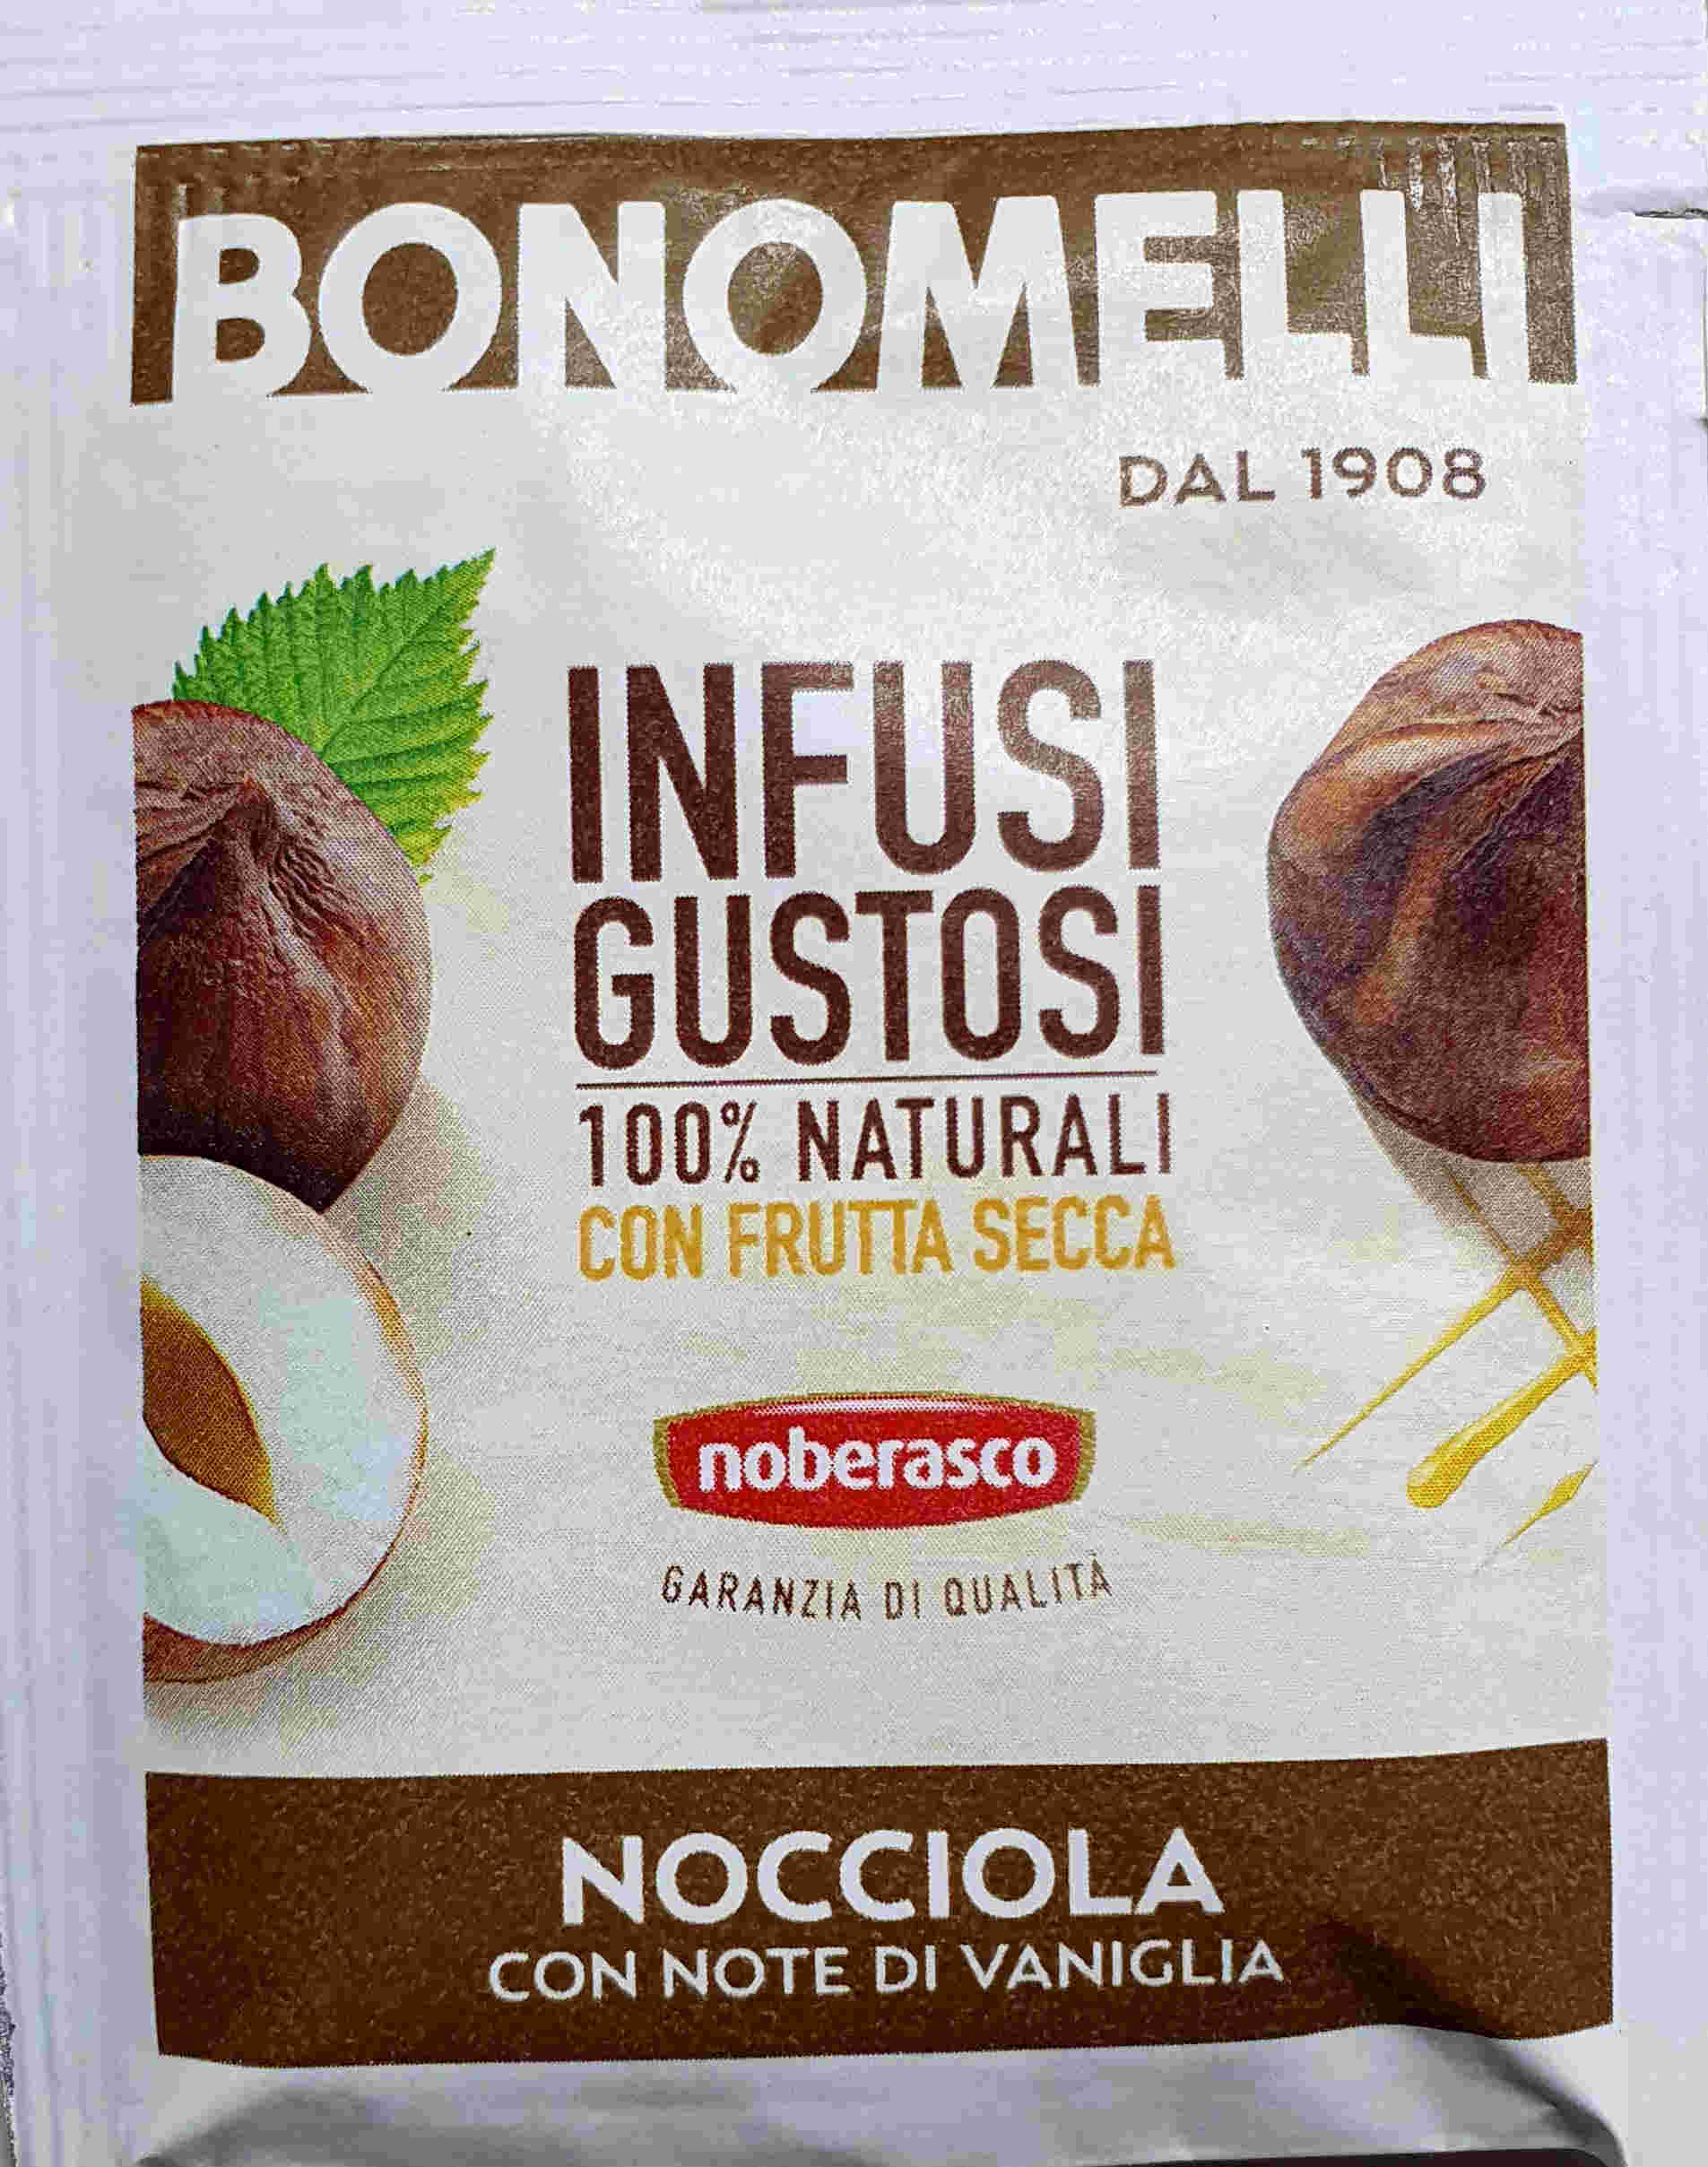 BONOMELLI
DAL 1908
INFUSI
GUSTOSI
100% NATURALI
CON FRUTTA SECCA
noberasco
GARANZIA DI QUALITÀ
NOCCIOLA
CON NOTE DI VANIGLIA